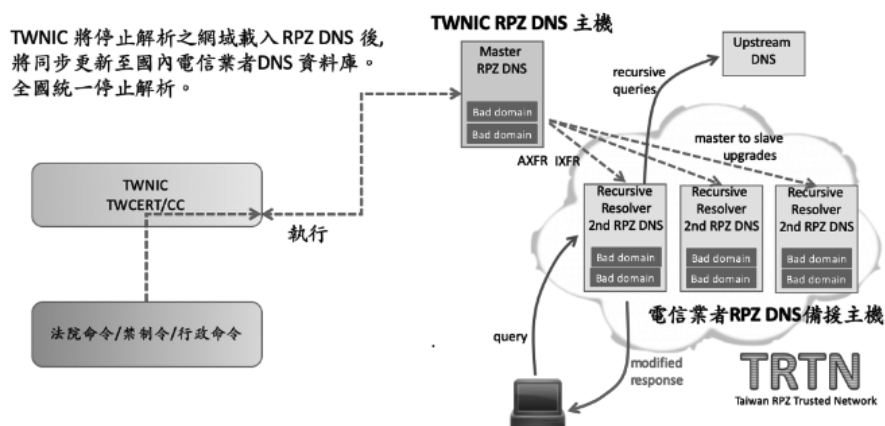 TWNIC 將停止解析之網域載入 RPZ DNS 後,
將同步更新至國內電信業者DNS 資料庫。
全國統一停止解析。
TWNIC
TWCERT/CC
執行
法院命令/禁制令/行政命令
TWNIC RPZ DNS 主機
Master
RPZ DNS
Bad domain
Bad domain
Upstream
DNS
recursive
queries
AXFR IXFR
master to slave
upgrades
Recursive
Resolver
2nd RPZ DNS
Bad domain
Bad domain
Recursive
Resolver
2nd RPZ DNS
Bad domain
Bad domain
Recursive
Resolver
2nd RPZ DNS
Bad domain
Bad domain
電信業者RPZ DNS備援主機
query
modified
response
TRTN
Taiwan RPZ Trusted Network